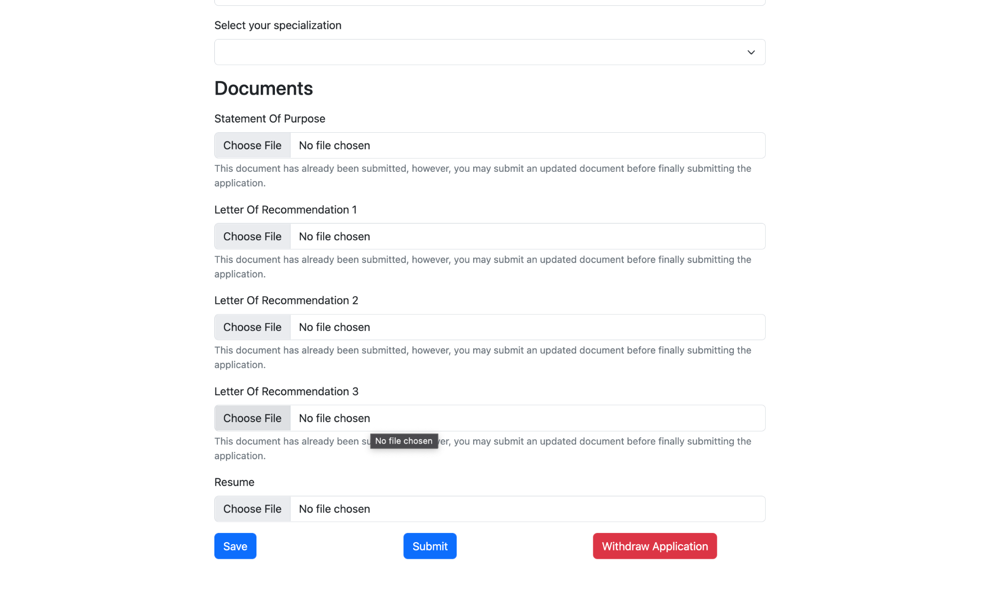 Select your specialization
Documents
Statement Of Purpose
Choose File No file chosen
This document has already been submitted, however, you may submit an updated document before finally submitting the
application.
Letter Of Recommendation 1
Choose File No file chosen
This document has already been submitted, however, you may submit an updated document before finally submitting the
application.
Letter Of Recommendation 2
Choose File No file chosen
This document has already been submitted, however, you may submit an updated document before finally submitting the
application.
Letter Of Recommendation 3
Choose File No file chosen
No file chosen
This document has already been su er, you may submit an updated document before finally submitting the
application.
Resume
Choose File No file chosen
Save Submit Withdraw Application